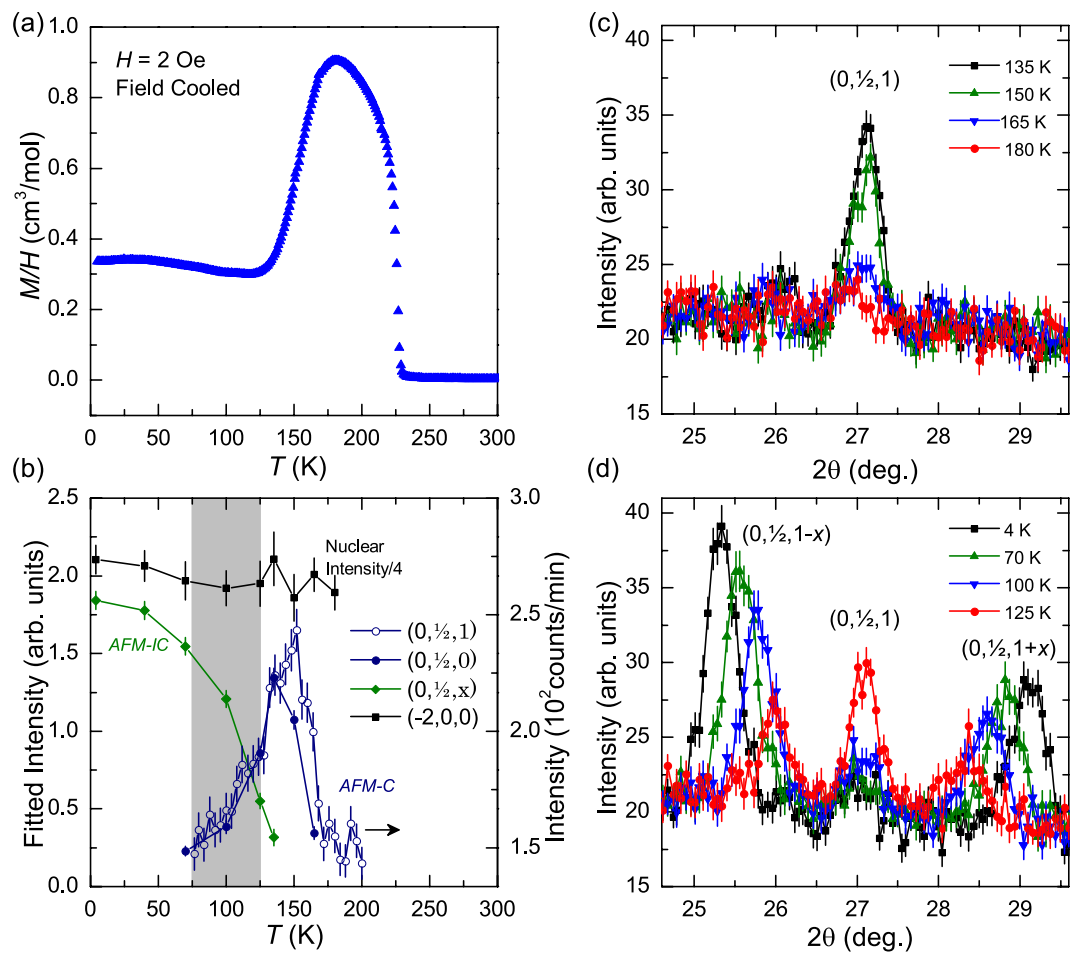 (a)
1.0
0.8
0.6
0.4
0.2
0.0
M/H (cm³/mol)
H = 2 Oe
Field Cooled
0 50 100 150 200 250 300
T (K)
(b)
2.5
2.0
1.5
1.0
0.5
0.0
Fitted Intensity (arb. units)
AFM-IC
Nuclear
Intensity/4
(0,½,1)
(0,½,0)
(0,½,x)
(-2,0,0)
AFM-C
3.0
2.5
2.0
1.5
Intensity (10² counts/min)
0 50 100 150 200 250 300
T (K)
(c)
40
35
30
25
20
15
Intensity (arb. units)
(0,½,1)
135 K
150 K
165 K
180 K
25 26 27 28 29
2θ (deg.)
(d)
40
35
30
25
20
15
Intensity (arb. units)
(0,½,1-x)
(0,½,1)
(0,½,1+x)
4 K
70 K
100 K
125 K
25 26 27 28 29
2θ (deg.)